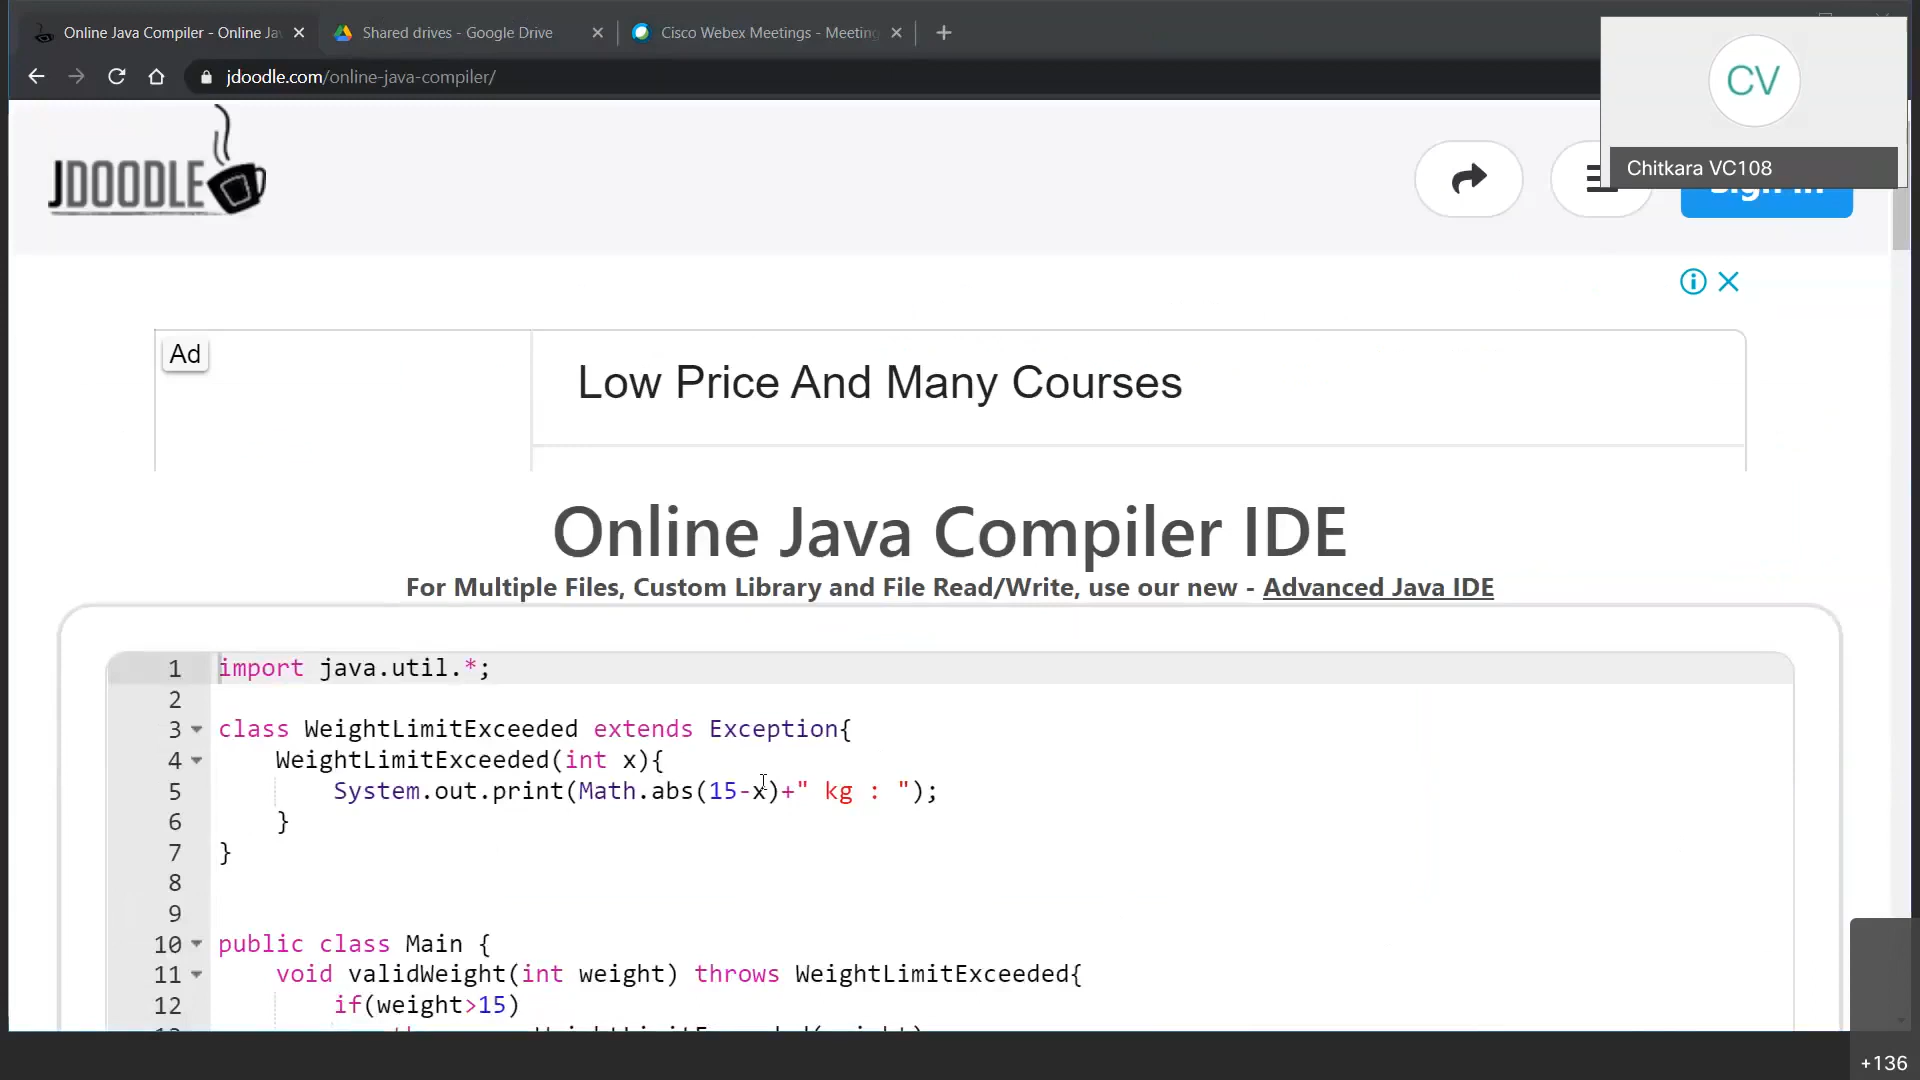 Online Java Compiler - Online Ja
Shared drives - Google Drive
Cisco Webex Meetings - Meeting
jdoodle.com/online-java-compiler/
CV
Chitkara VC108
JDOODLE
Sign In
Ad
Low Price And Many Courses
Online Java Compiler IDE
For Multiple Files, Custom Library and File Read/Write, use our new - Advanced Java IDE
1 import java.util.*;
2
3 class WeightLimitExceeded extends Exception{
4 WeightLimitExceeded(int x){
5 System.out.print(Math.abs(15-x)+" kg : ");
6 }
7 }
8
9
10 public class Main {
11 void validWeight(int weight) throws WeightLimitExceeded{
12 if(weight>15)
+136